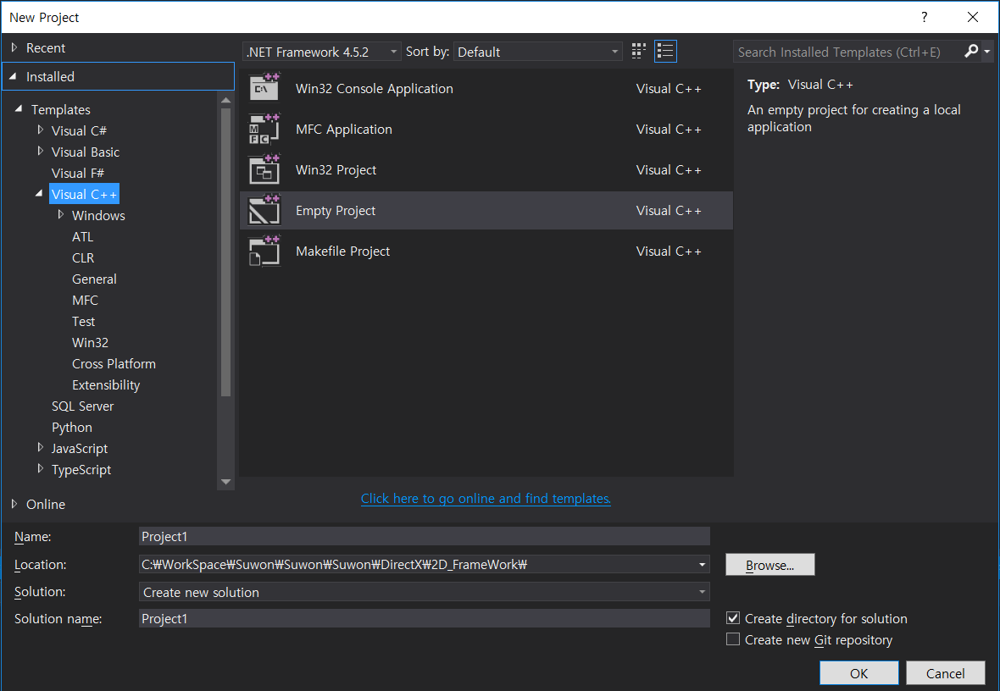 New Project
?
Recent
Installed
Templates
Visual C#
Visual Basic
Visual F#
Visual C++
Windows
ATL
CLR
General
MFC
Test
Win32
Cross Platform
Extensibility
SQL Server
Python
JavaScript
TypeScript
Online
.NET Framework 4.5.2 Sort by: Default
Win32 Console Application Visual C++
MFC Application Visual C++
Win32 Project Visual C++
Empty Project Visual C++
Makefile Project Visual C++
Click here to go online and find templates.
Search Installed Templates (Ctrl+E)
Type: Visual C++
An empty project for creating a local
application
Name: Project1
Location: C:₩WorkSpace₩Suwon₩Suwon₩Suwon₩DirectX₩2D_FrameWork₩ Browse...
Solution: Create new solution
Solution name: Project1
Create directory for solution
Create new Git repository
OK Cancel